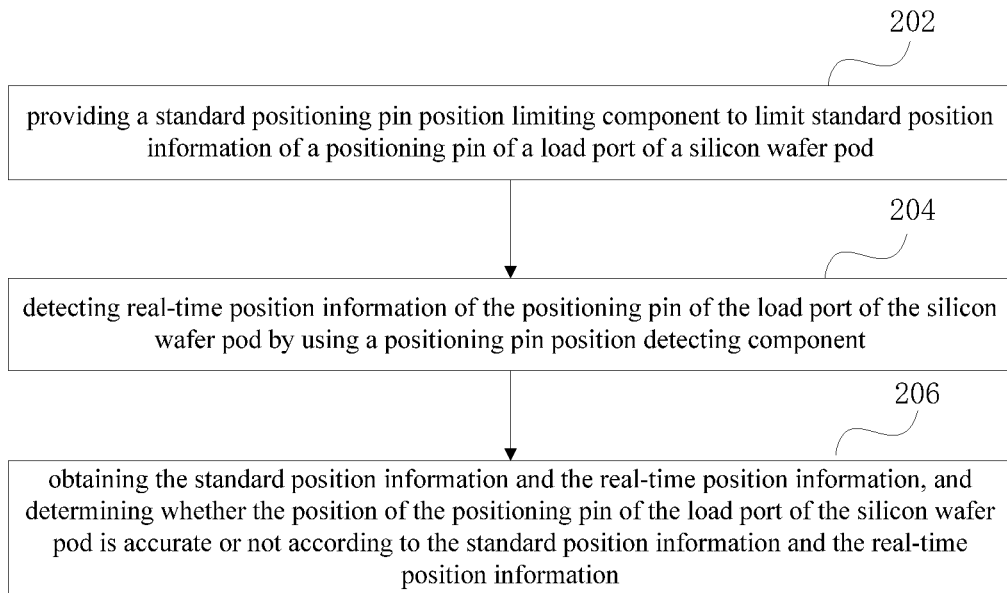 202
providing a standard positioning pin position limiting component to limit standard position
information of a positioning pin of a load port of a silicon wafer pod
204
detecting real-time position information of the positioning pin of the load port of the silicon
wafer pod by using a positioning pin position detecting component
206
obtaining the standard position information and the real-time position information, and
determining whether the position of the positioning pin of the load port of the silicon wafer
pod is accurate or not according to the standard position information and the real-time
position information